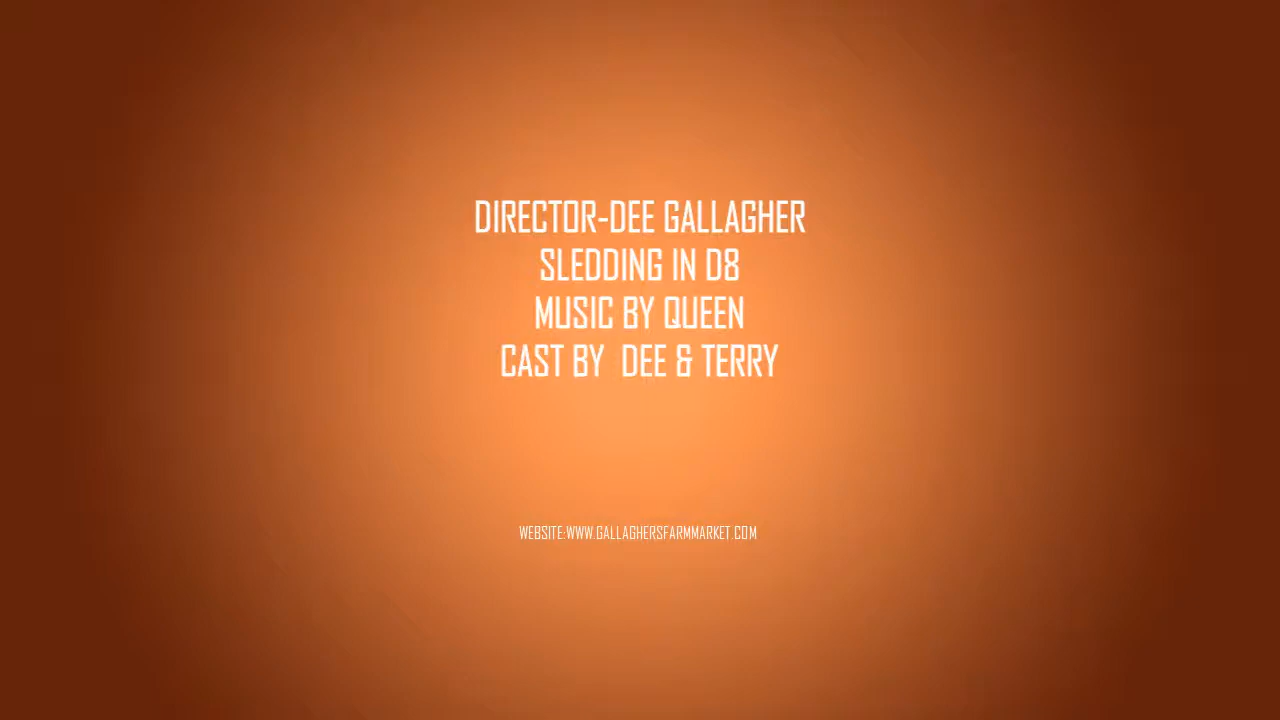 DIRECTOR-DEE GALLAGHER
SLEDDING IN D8
MUSIC BY QUEEN
CAST BY  DEE & TERRY
WEBSITE:WWW.GALLAGHERSFARMMARKET.COM